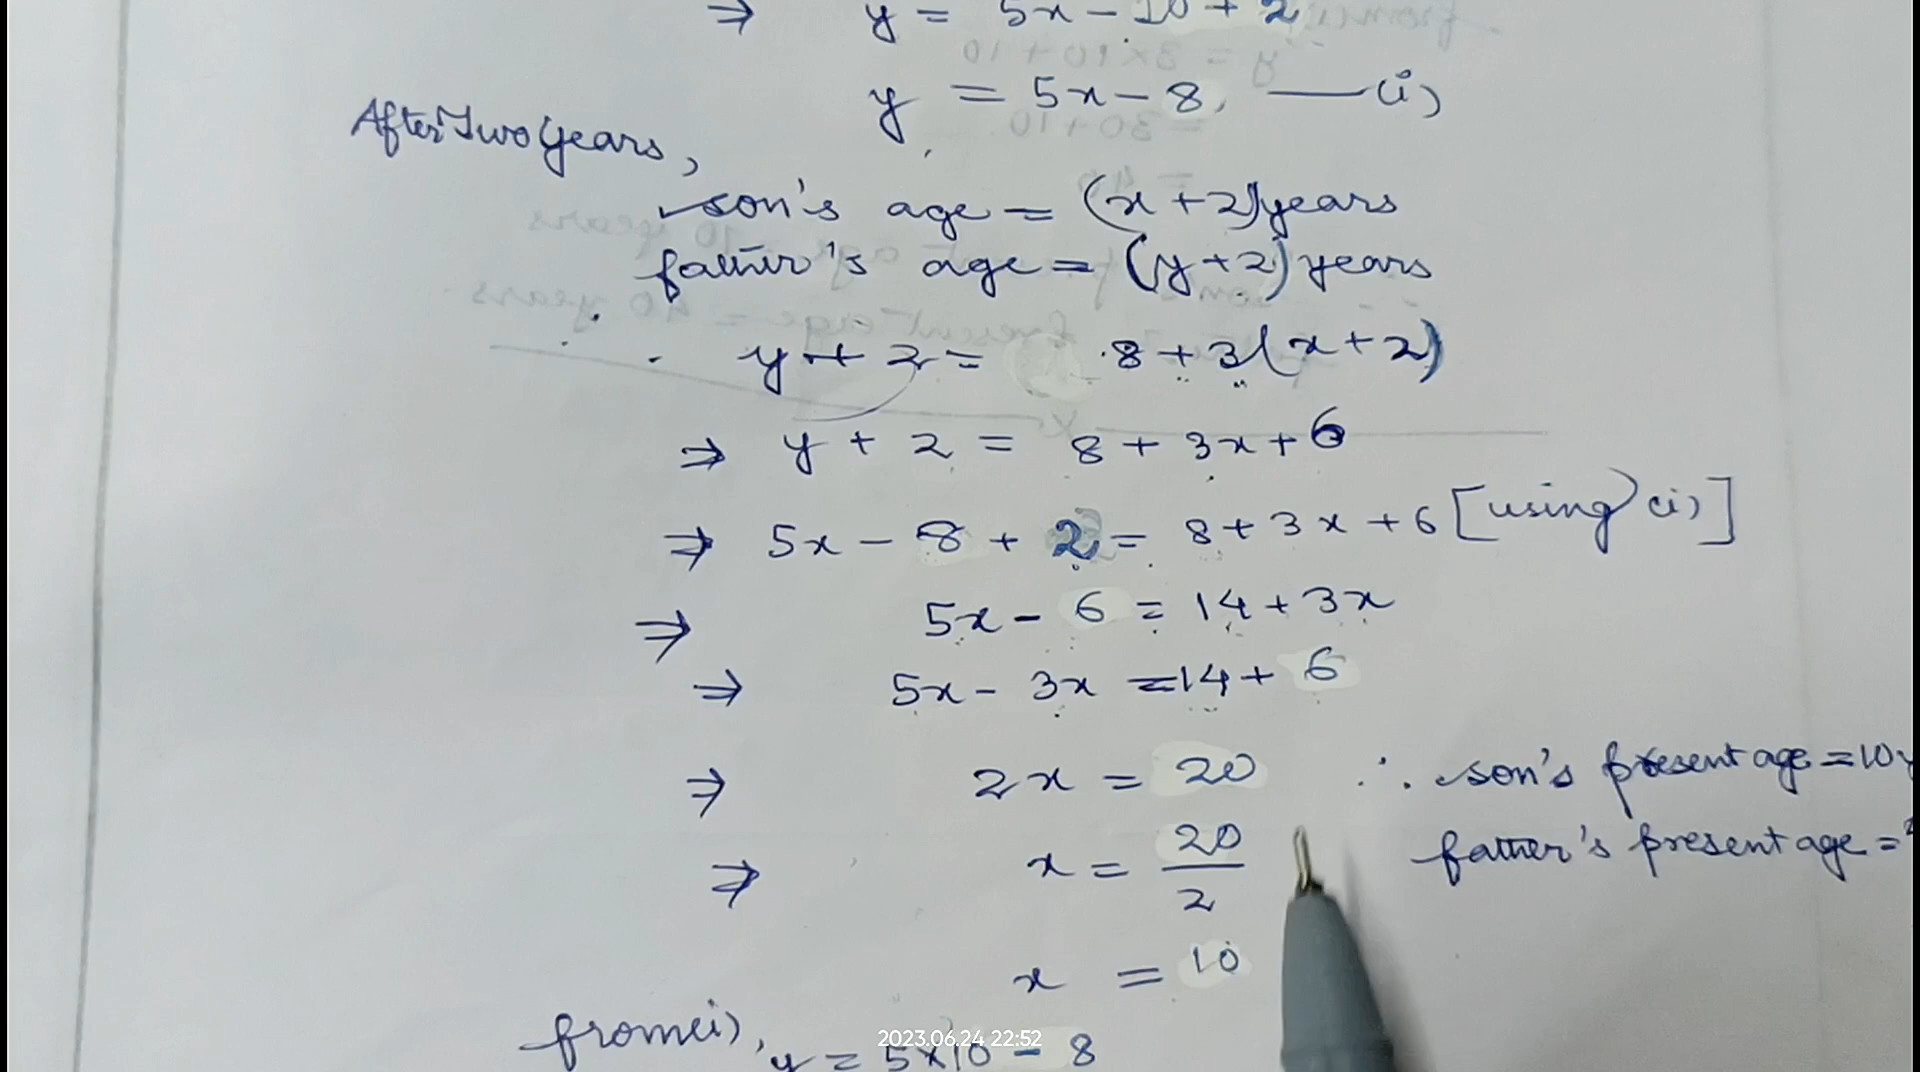 ⇒ y = 5x - 10 + 2
y = 5x - 8, — (i)
After Two years,
son's age = (x + 2) years
father's age = (y + 2) years
y + 2 = 8 + 3(x + 2)
⇒ y + 2 = 8 + 3x + 6
⇒ 5x - 8 + 2 = 8 + 3x + 6 [using (i)]
⇒ 5x - 6 = 14 + 3x
⇒ 5x - 3x = 14 + 6
⇒ 2x = 20
∴ son's present age = 10y
⇒ x = 20/2
father's present age =
x = 10
from (i), y = 5×10 - 8
2023.06.24 22:52